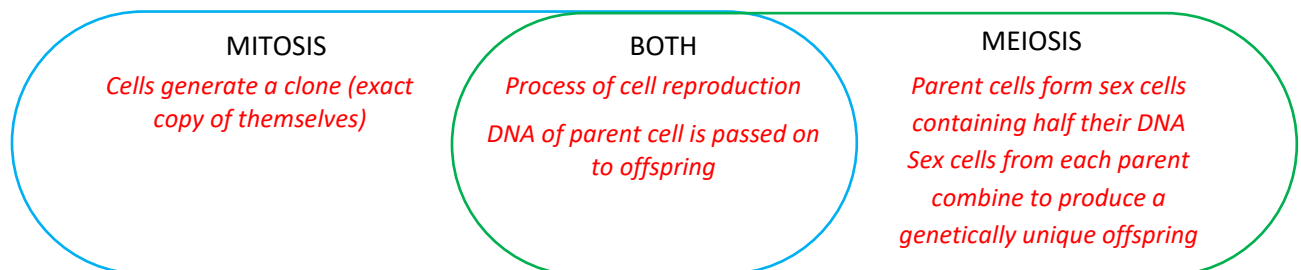 MITOSIS
Cells generate a clone (exact
copy of themselves)
BOTH
Process of cell reproduction
DNA of parent cell is passed on
to offspring
MEIOSIS
Parent cells form sex cells
containing half their DNA
Sex cells from each parent
combine to produce a
genetically unique offspring